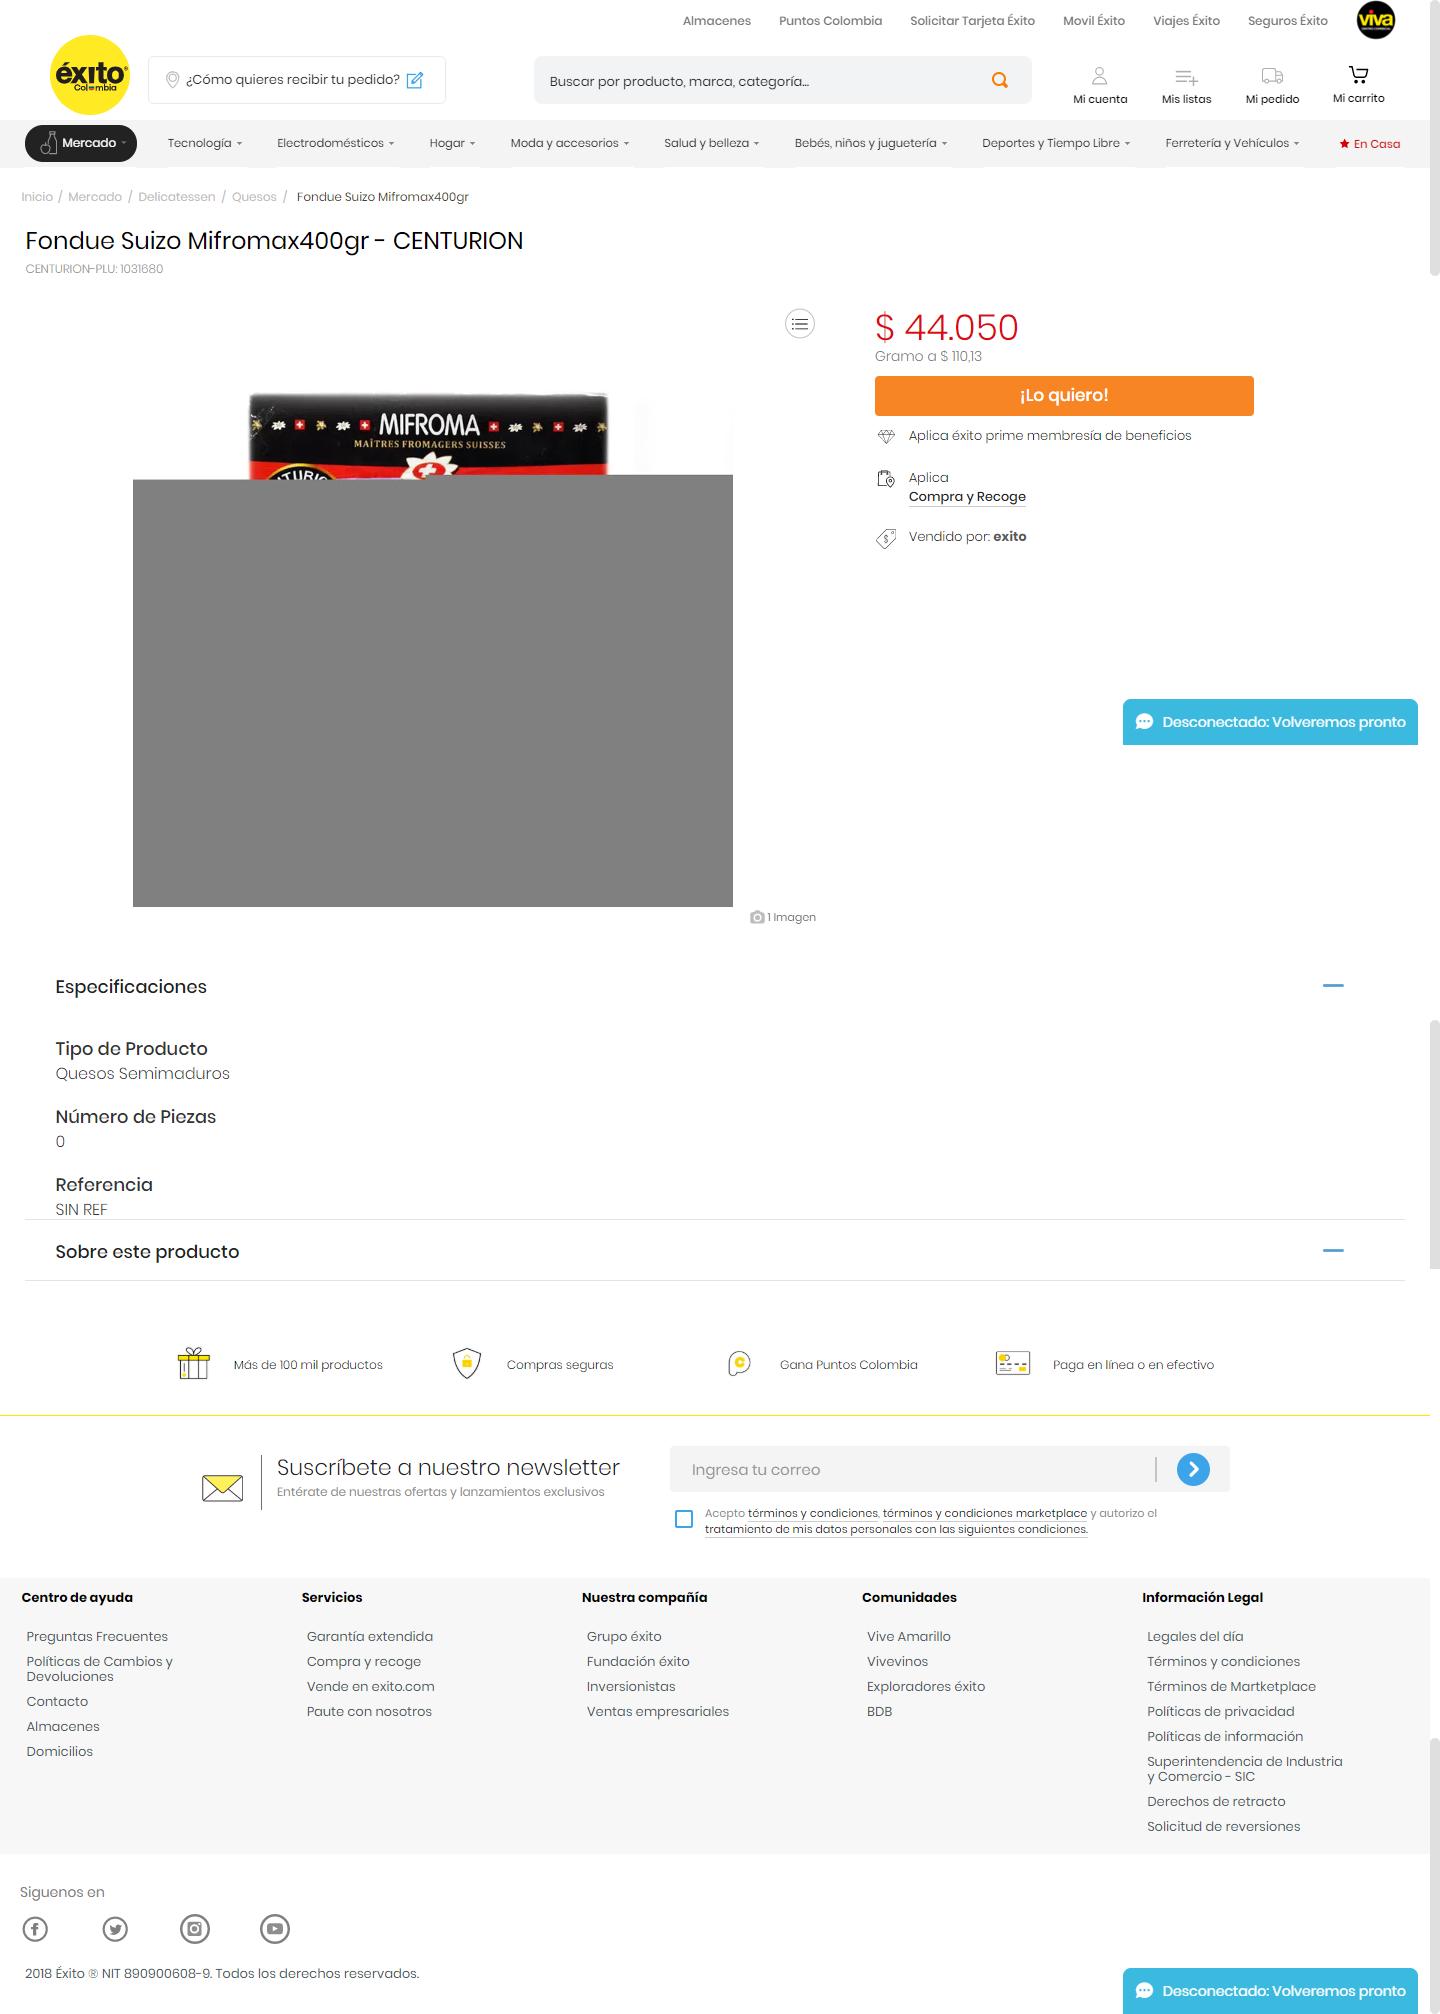 Almacenes Puntos Colombia Solicitar Tarjeta Éxito Movil Éxito Viajes Éxito Seguros Éxito viva
éxito
Colombia
¿Cómo quieres recibir tu pedido?
Buscar por producto, marca, categoría...
Mi cuenta Mis listas Mi pedido Mi carrito
Mercado Tecnología Electrodomésticos Hogar Moda y accesorios Salud y belleza Bebés, niños y juguetería Deportes y Tiempo Libre Ferretería y Vehículos En Casa
Inicio / Mercado / Delicatessen / Quesos / Fondue Suizo Mifromax400gr
Fondue Suizo Mifromax400gr - CENTURION
CENTURION-PLU: 1031680
MIFROMA
MAÎTRES FROMAGERS SUISSES
$ 44.050
Gramo a $ 110,13
¡Lo quiero!
Aplica éxito prime membresía de beneficios
Aplica
Compra y Recoge
Vendido por: exito
Desconectado: Volveremos pronto
1 Imagen
Especificaciones
Tipo de Producto
Quesos Semimaduros
Número de Piezas
0
Referencia
SIN REF
Sobre este producto
Más de 100 mil productos
Compras seguras
Gana Puntos Colombia
Paga en línea o en efectivo
Suscríbete a nuestro newsletter
Entérate de nuestras ofertas y lanzamientos exclusivos
Ingresa tu correo
Acepto términos y condiciones, términos y condiciones marketplace y autorizo el
tratamiento de mis datos personales con las siguientes condiciones.
Centro de ayuda
Preguntas Frecuentes
Políticas de Cambios y
Devoluciones
Contacto
Almacenes
Domicilios
Servicios
Garantía extendida
Compra y recoge
Vende en exito.com
Paute con nosotros
Nuestra compañía
Grupo éxito
Fundación éxito
Inversionistas
Ventas empresariales
Comunidades
Vive Amarillo
Vivevinos
Exploradores éxito
BDB
Información Legal
Legales del día
Términos y condiciones
Términos de Martketplace
Políticas de privacidad
Políticas de información
Superintendencia de Industria
y Comercio - SIC
Derechos de retracto
Solicitud de reversiones
Siguenos en
2018 Éxito ® NIT 890900608-9. Todos los derechos reservados.
Desconectado: Volveremos pronto